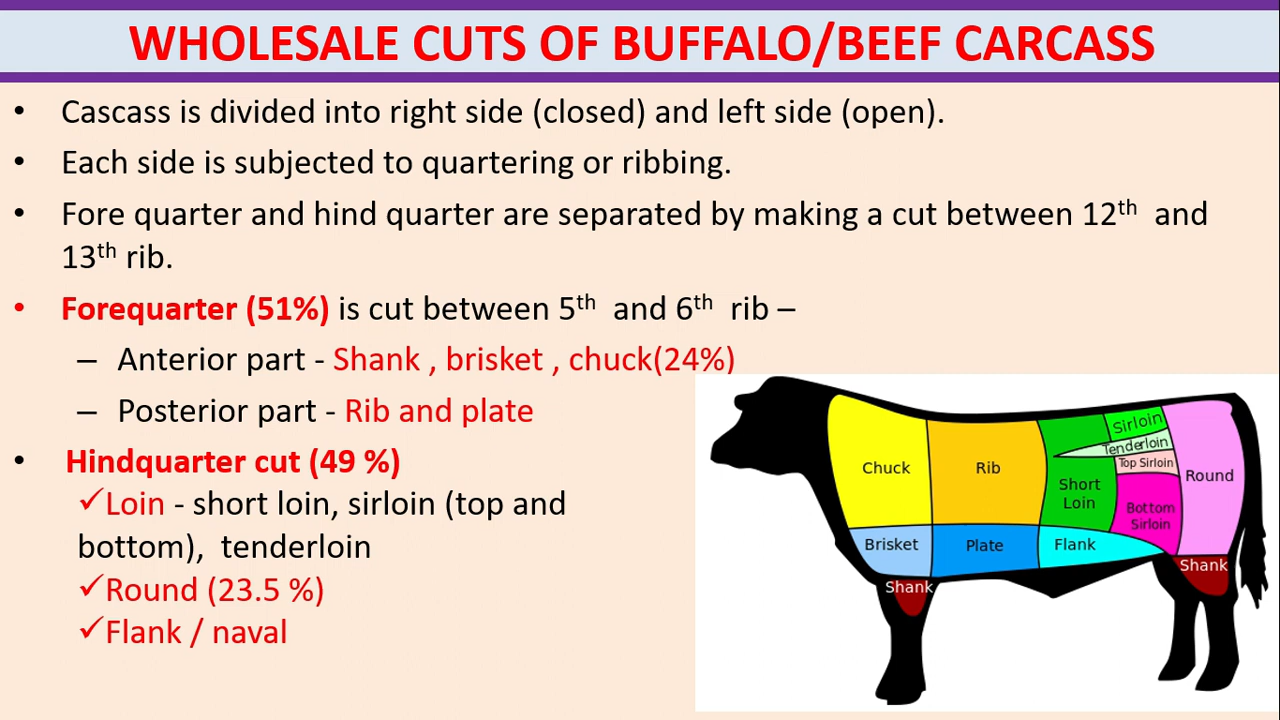 WHOLESALE CUTS OF BUFFALO/BEEF CARCASS
• Cascass is divided into right side (closed) and left side (open).
• Each side is subjected to quartering or ribbing.
• Fore quarter and hind quarter are separated by making a cut between 12th and
13th rib.
• Forequarter (51%) is cut between 5th and 6th rib –
– Anterior part - Shank , brisket , chuck(24%)
– Posterior part - Rib and plate
• Hindquarter cut (49 %)
✓Loin - short loin, sirloin (top and
bottom), tenderloin
✓Round (23.5 %)
✓Flank / naval
Chuck
Rib
Short
Loin
Sirloin
Tenderloin
Top Sirloin
Bottom
Sirloin
Round
Brisket
Plate
Flank
Shank
Shank